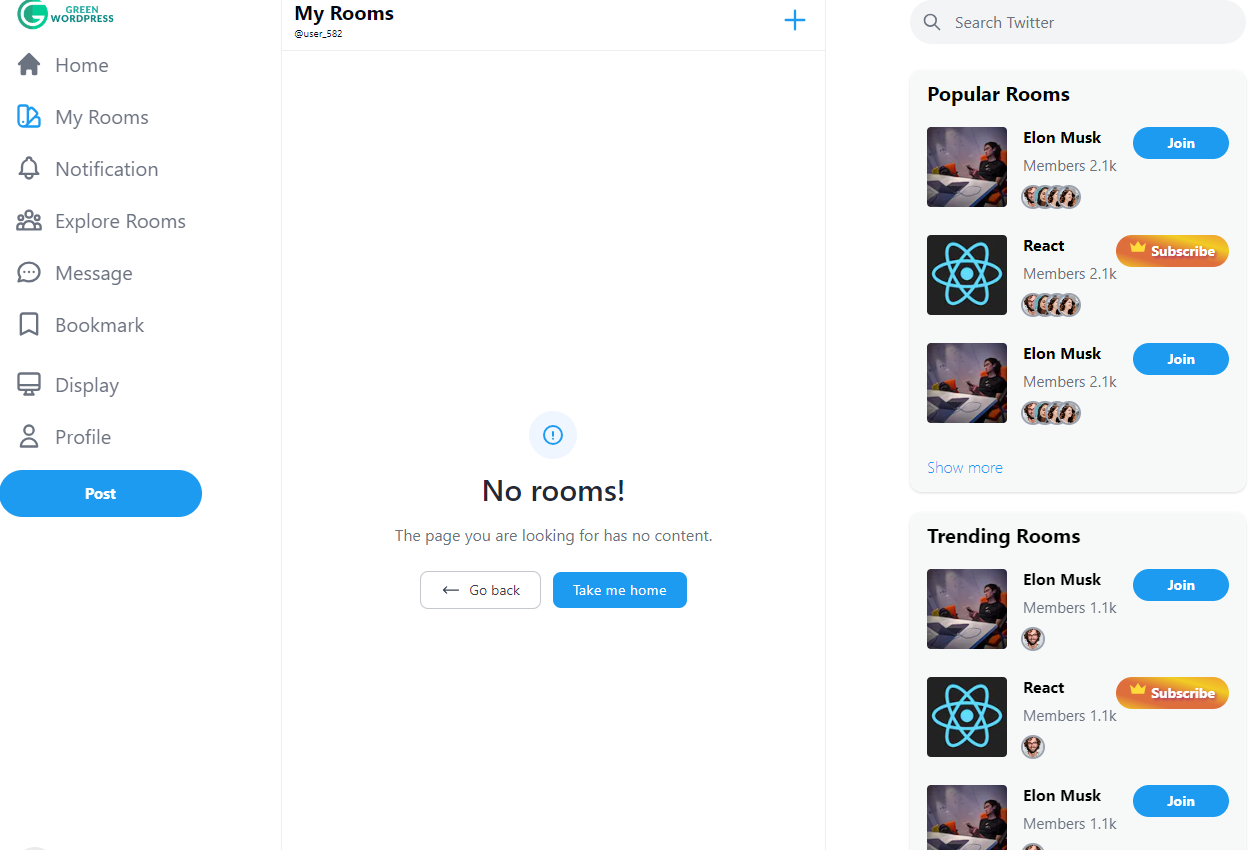 GREEN
WORDPRESS
Home
My Rooms
Notification
Explore Rooms
Message
Bookmark
Display
Profile
Post
My Rooms
@user_582
No rooms!
The page you are looking for has no content.
Go back
Take me home
Search Twitter
Popular Rooms
Elon Musk
Join
Members 2.1k
React
Subscribe
Members 2.1k
Elon Musk
Join
Members 2.1k
Show more
Trending Rooms
Elon Musk
Join
Members 1.1k
React
Subscribe
Members 1.1k
Elon Musk
Join
Members 1.1k